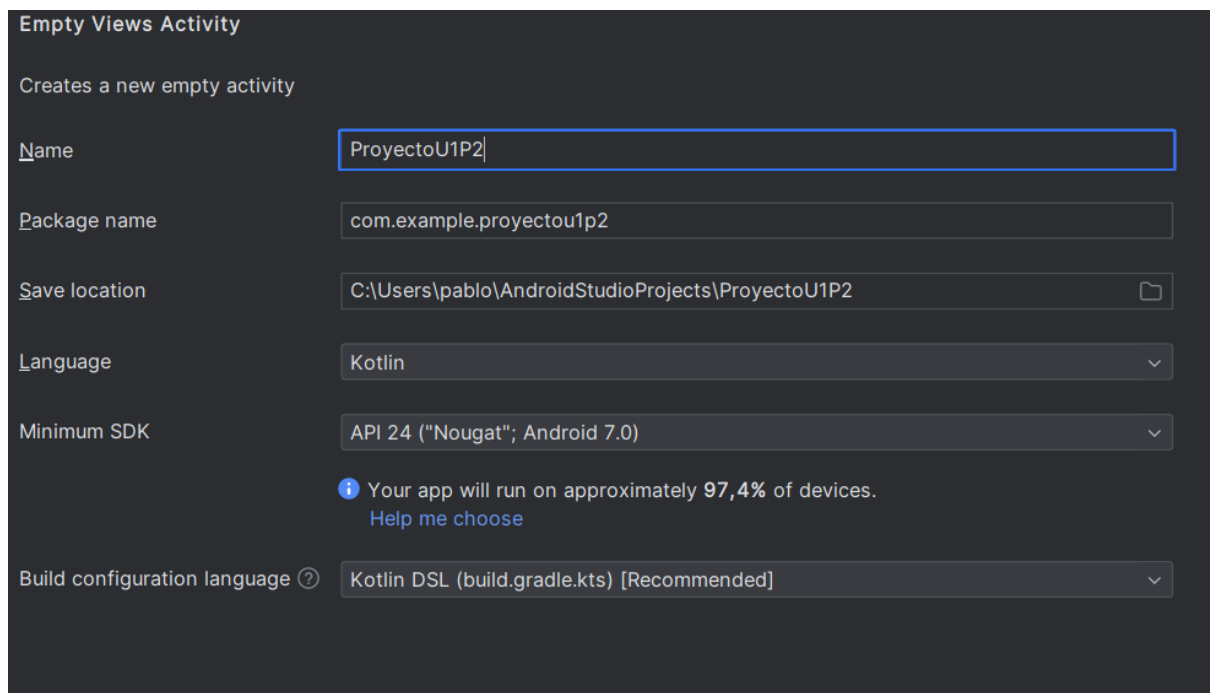 Empty Views Activity
Creates a new empty activity
Name ProyectoU1P2
Package name com.example.proyectou1p2
Save location C:\Users\pablo\AndroidStudioProjects\ProyectoU1P2
Language Kotlin
Minimum SDK API 24 ("Nougat"; Android 7.0)
Your app will run on approximately 97,4% of devices.
Help me choose
Build configuration language Kotlin DSL (build.gradle.kts) [Recommended]